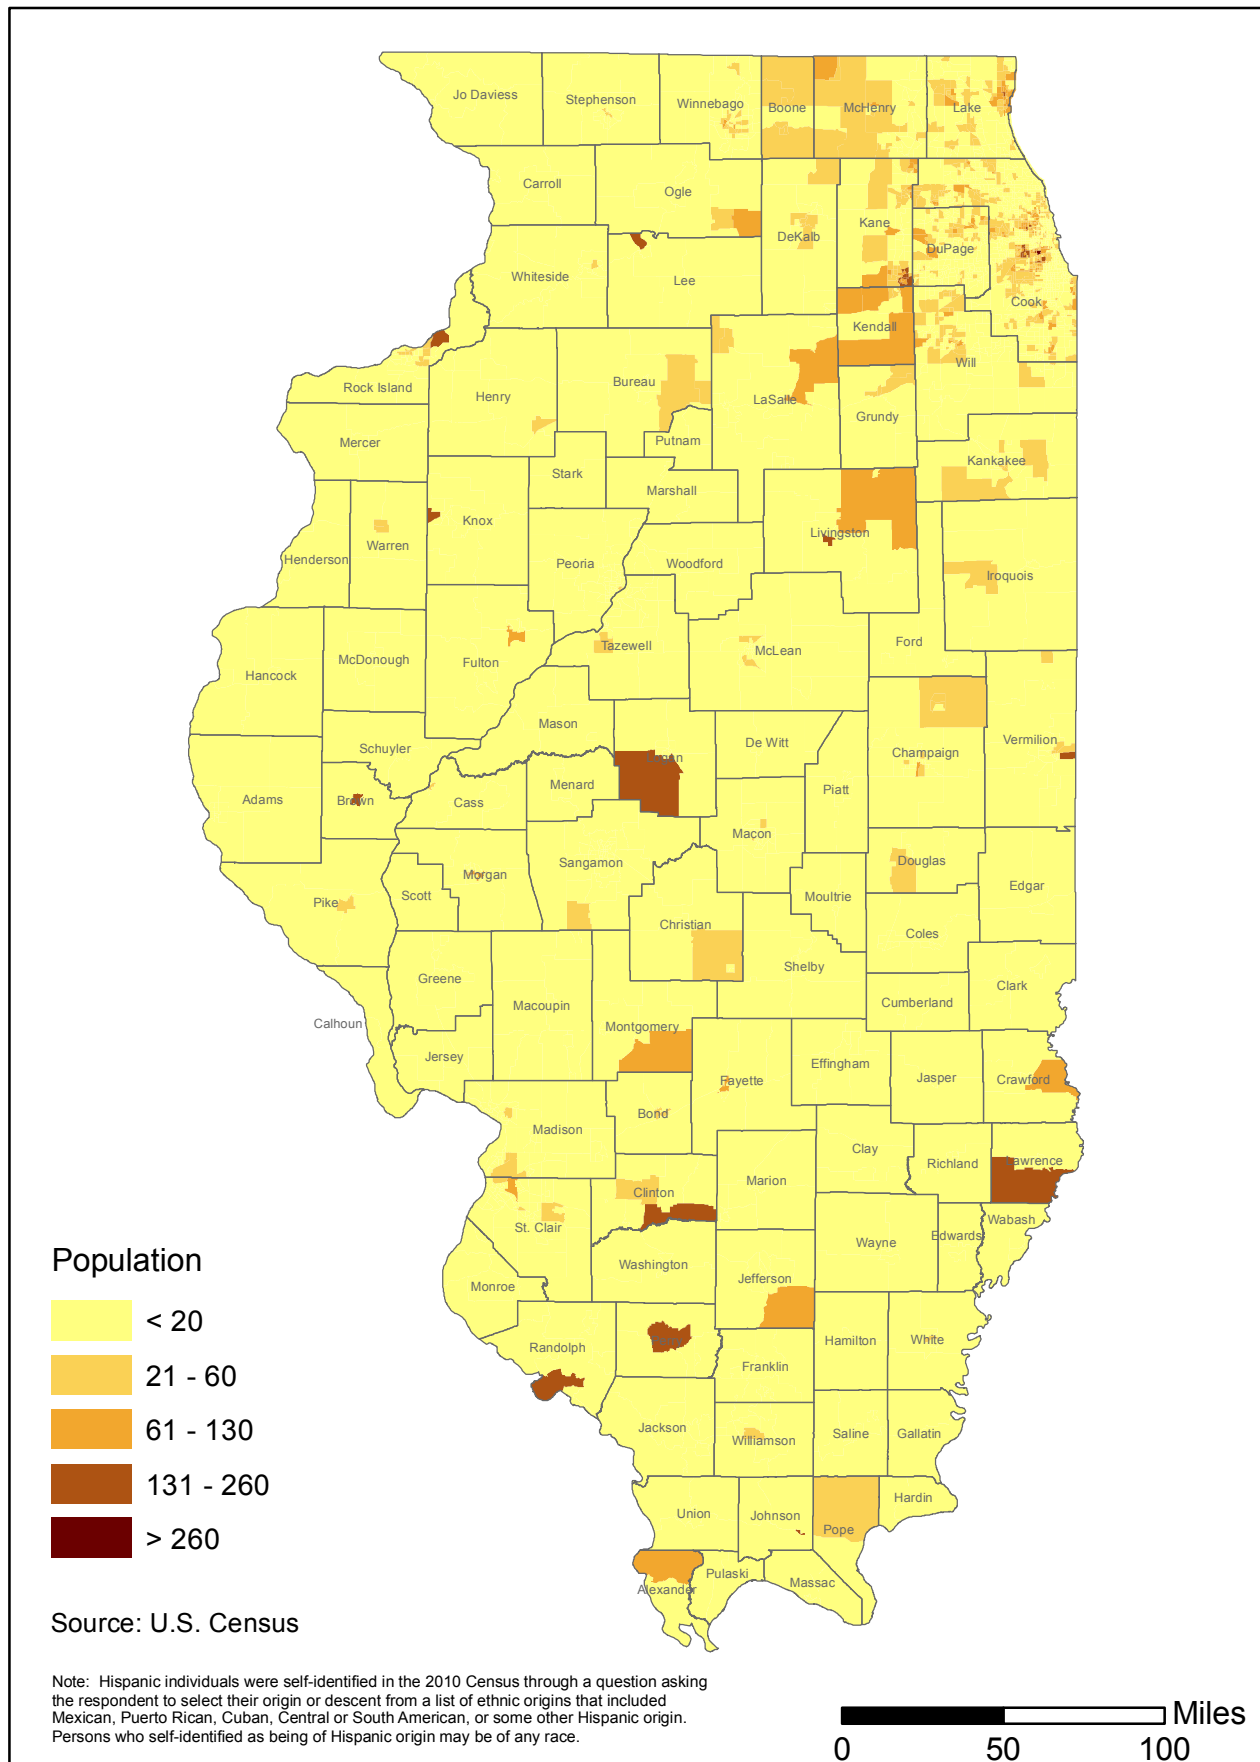 Jo Daviess
Stephenson
Winnebago
Boone
McHenry
Lake
Carroll
Ogle
DeKalb
Kane
DuPage
Cook
Whiteside
Lee
Kendall
Will
Rock Island
Henry
Bureau
LaSalle
Grundy
Mercer
Putnam
Kankakee
Stark
Marshall
Knox
Warren
Henderson
Peoria
Woodford
Livingston
Iroquois
Ford
Hancock
McDonough
Fulton
Tazewell
McLean
Mason
Schuyler
De Witt
Champaign
Vermilion
Adams
Brown
Cass
Menard
Logan
Piatt
Macon
Sangamon
Douglas
Edgar
Pike
Scott
Morgan
Christian
Moultrie
Coles
Shelby
Greene
Macoupin
Cumberland
Clark
Calhoun
Montgomery
Jersey
Fayette
Effingham
Jasper
Crawford
Bond
Madison
Clay
Richland
Lawrence
Marion
Clinton
St. Clair
Wayne
Edwards
Wabash
Washington
Jefferson
Monroe
Randolph
Hamilton
White
Franklin
Jackson
Williamson
Saline
Gallatin
Union
Johnson
Pope
Hardin
Alexander
Pulaski
Massac
Population
< 20
21 - 60
61 - 130
131 - 260
> 260
Source: U.S. Census
Note: Hispanic individuals were self-identified in the 2010 Census through a question asking
the respondent to select their origin or descent from a list of ethnic origins that included
Mexican, Puerto Rican, Cuban, Central or South American, or some other Hispanic origin.
Persons who self-identified as being of Hispanic origin may be of any race.
Miles
0 50 100